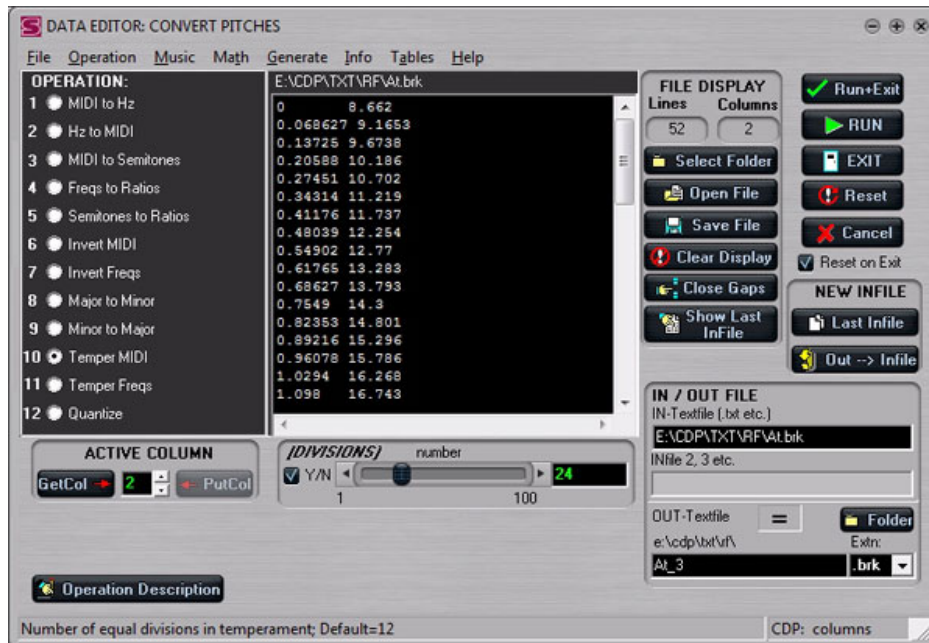 S DATA EDITOR: CONVERT PITCHES
File Operation Music Math Generate Info Tables Help
OPERATION:
1 MIDI to Hz
2 Hz to MIDI
3 MIDI to Semitones
4 Freqs to Ratios
5 Semitones to Ratios
6 Invert MIDI
7 Invert Freqs
8 Major to Minor
9 Minor to Major
10 Temper MIDI
11 Temper Freqs
12 Quantize
E:\CDP\TXT\RF\At.brk
0 8.662
0.068627 9.1653
0.13725 9.6738
0.20588 10.186
0.27451 10.702
0.34314 11.219
0.41176 11.737
0.48039 12.254
0.54902 12.77
0.61765 13.283
0.68627 13.793
0.7549 14.3
0.82353 14.801
0.89216 15.296
0.96078 15.786
1.0294 16.268
1.098 16.743
FILE DISPLAY
Lines Columns
52 2
Select Folder
Open File
Save File
Clear Display
Close Gaps
Show Last
InFile
Run+Exit
RUN
EXIT
Reset
Cancel
Reset on Exit
NEW INFILE
Last Infile
Out --> Infile
ACTIVE COLUMN
GetCol 2 PutCol
(DIVISIONS) number
Y/N 24
1 100
IN / OUT FILE
IN-Textfile (.txt etc.)
E:\CDP\TXT\RF\At.brk
INfile 2, 3 etc.
OUT-Textfile = Folder
e:\cdp\txt\rf\ Extn:
At_3 .brk
Operation Description
Number of equal divisions in temperament; Default=12 CDP: columns